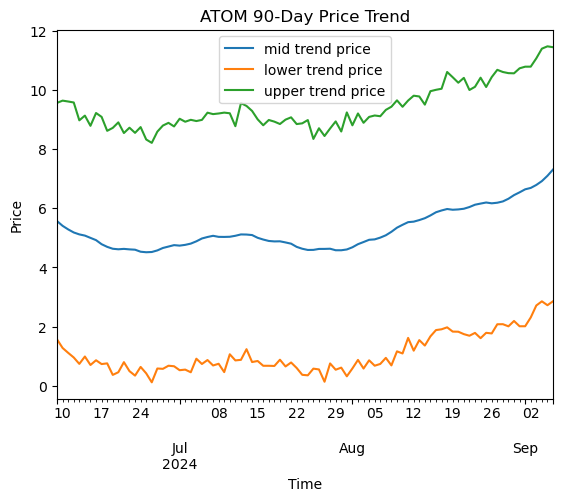 ATOM 90-Day Price Trend
mid trend price
lower trend price
upper trend price
Price
12
10
8
6
4
2
0
10 17 24 08 15 22 29 05 12 19 26 02
Jul Aug Sep
2024
Time